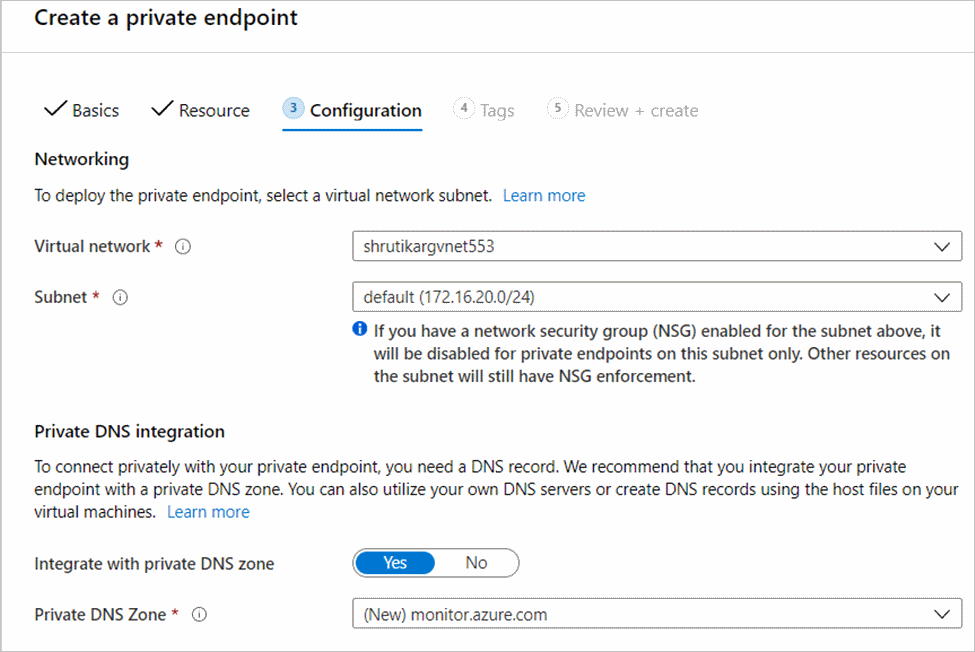 Create a private endpoint
Basics Resource 3 Configuration 4 Tags 5 Review + create
Networking
To deploy the private endpoint, select a virtual network subnet. Learn more
Virtual network * i shrutikargvnet553
Subnet * i default (172.16.20.0/24)
i If you have a network security group (NSG) enabled for the subnet above, it
will be disabled for private endpoints on this subnet only. Other resources on
the subnet will still have NSG enforcement.
Private DNS integration
To connect privately with your private endpoint, you need a DNS record. We recommend that you integrate your private
endpoint with a private DNS zone. You can also utilize your own DNS servers or create DNS records using the host files on your
virtual machines. Learn more
Integrate with private DNS zone Yes No
Private DNS Zone * i (New) monitor.azure.com